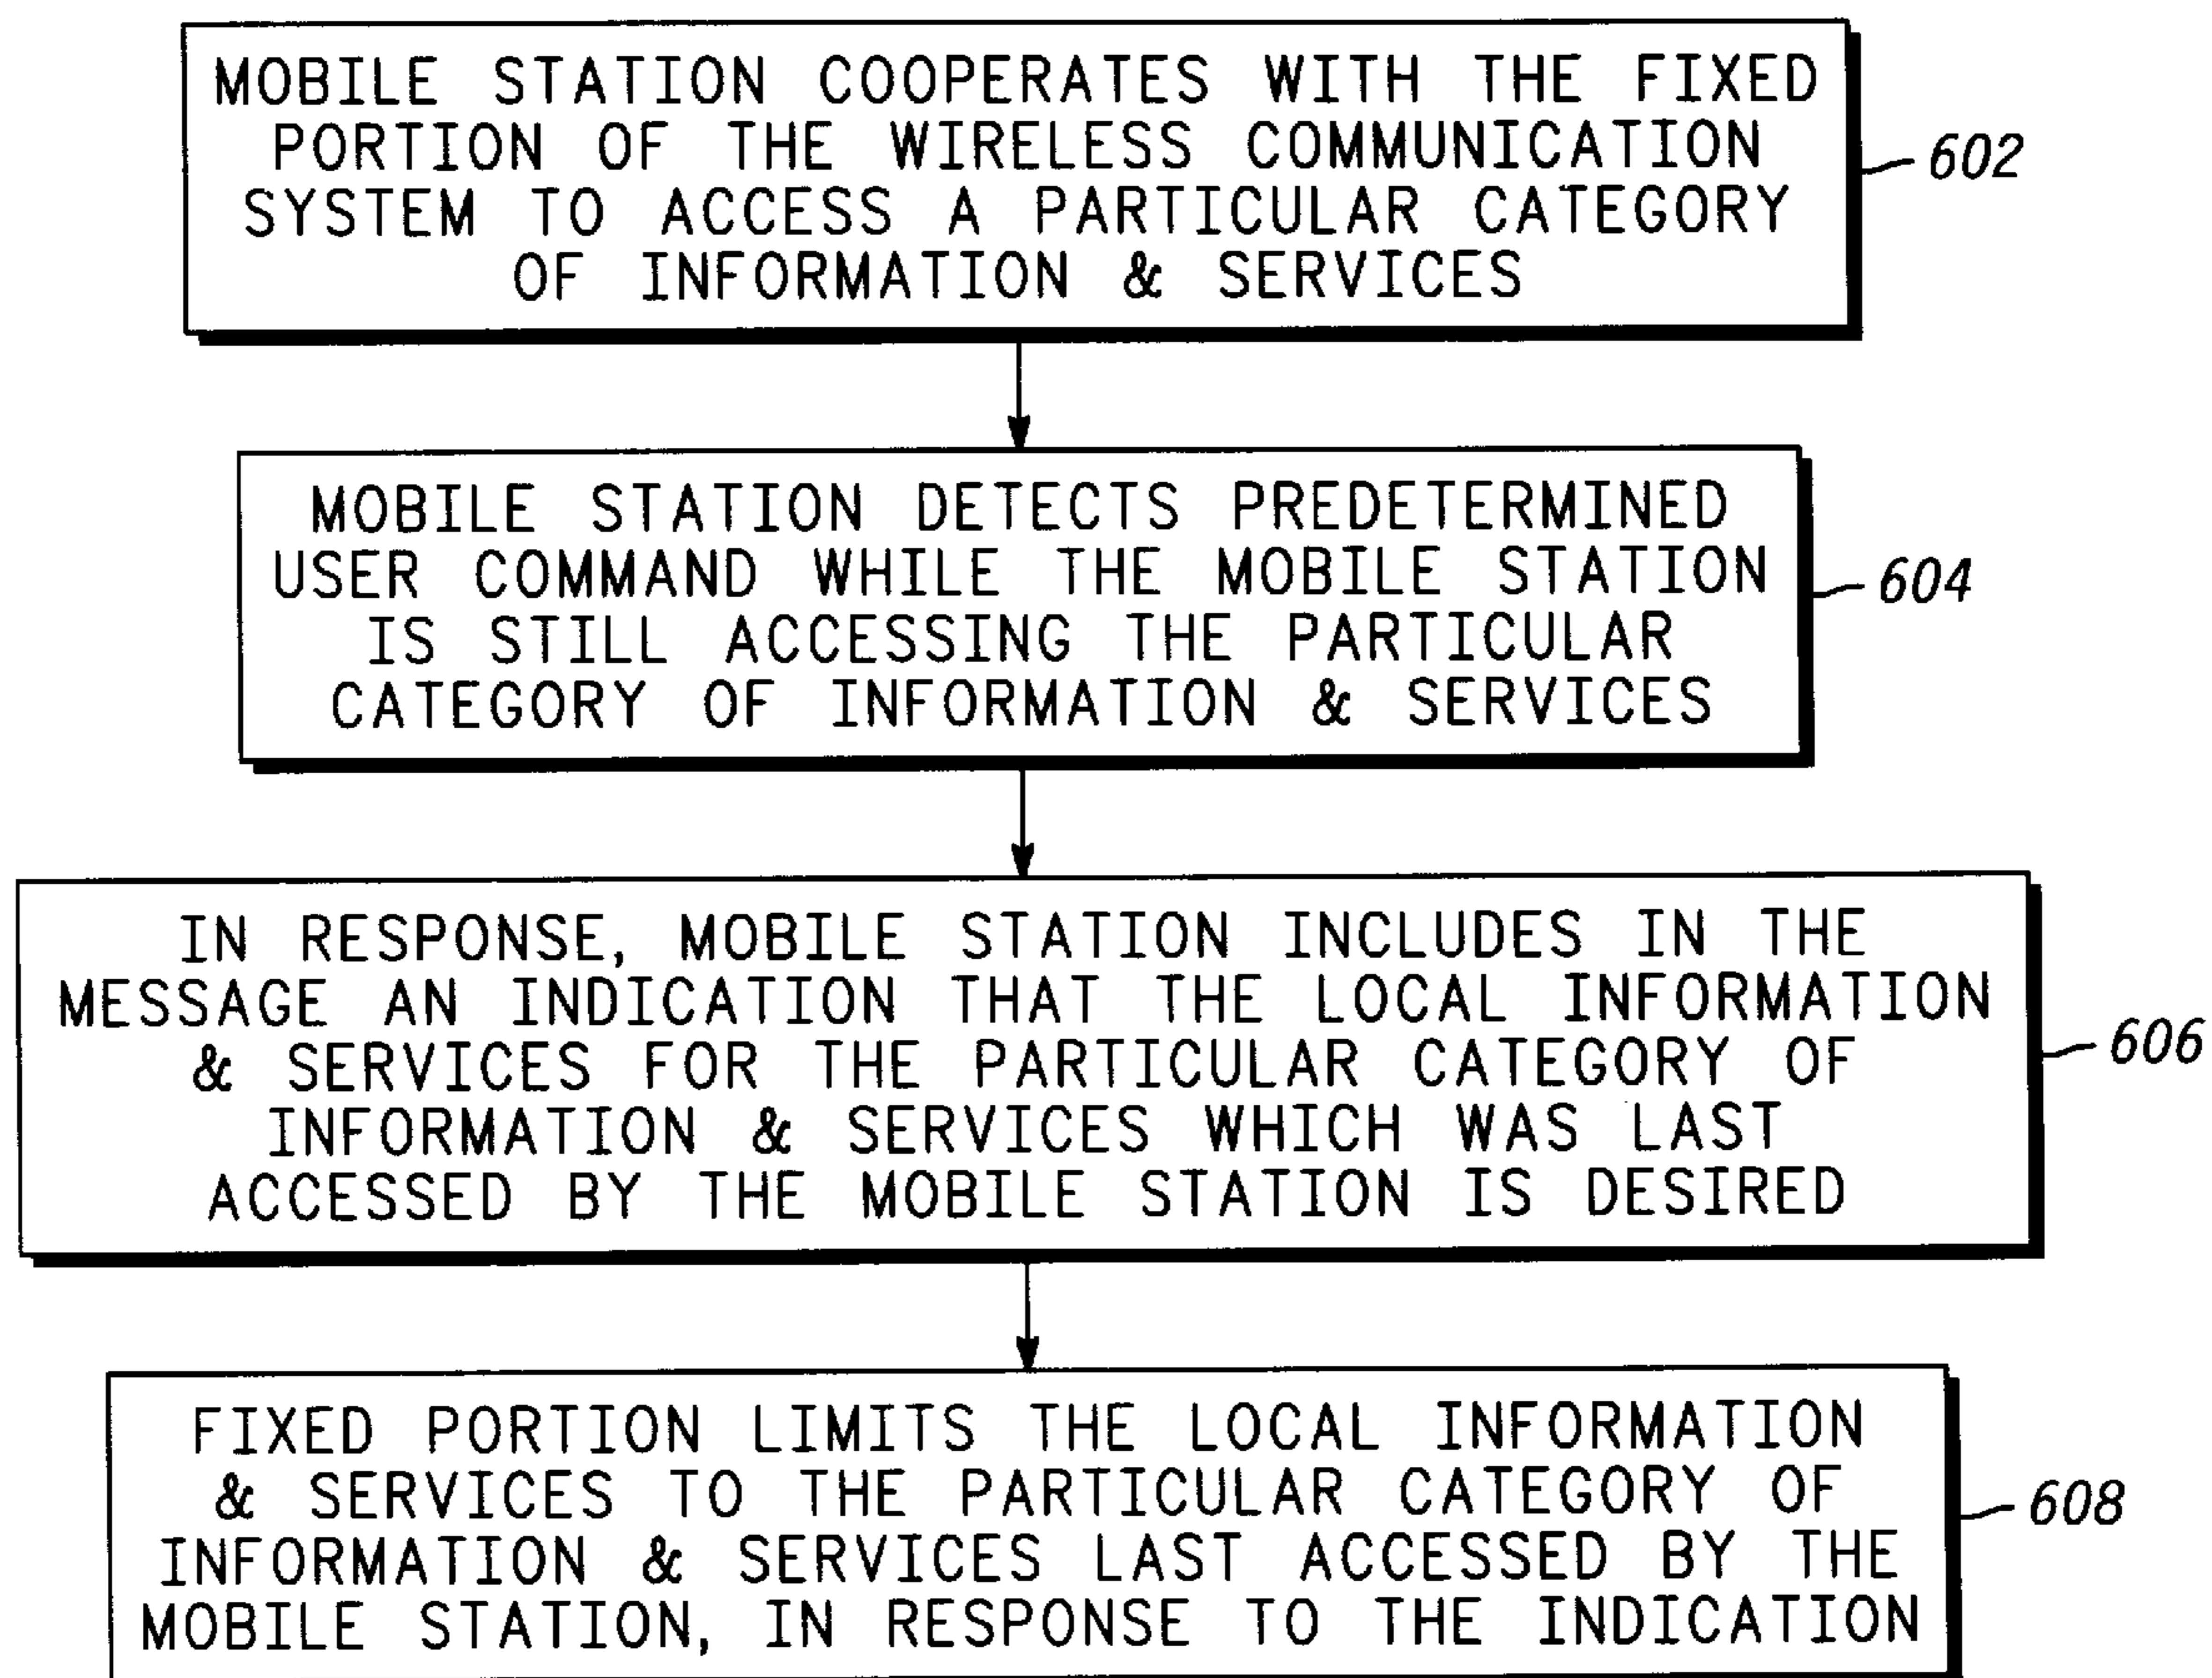 MOBILE STATION COOPERATES WITH THE FIXED
PORTION OF THE WIRELESS COMMUNICATION
SYSTEM TO ACCESS A PARTICULAR CATEGORY
OF INFORMATION & SERVICES
602
MOBILE STATION DETECTS PREDETERMINED
USER COMMAND WHILE THE MOBILE STATION
IS STILL ACCESSING THE PARTICULAR
CATEGORY OF INFORMATION & SERVICES
604
IN RESPONSE, MOBILE STATION INCLUDES IN THE
MESSAGE AN INDICATION THAT THE LOCAL INFORMATION
& SERVICES FOR THE PARTICULAR CATEGORY OF
INFORMATION & SERVICES WHICH WAS LAST
ACCESSED BY THE MOBILE STATION IS DESIRED
606
FIXED PORTION LIMITS THE LOCAL INFORMATION
& SERVICES TO THE PARTICULAR CATEGORY OF
INFORMATION & SERVICES LAST ACCESSED BY THE
MOBILE STATION, IN RESPONSE TO THE INDICATION
608